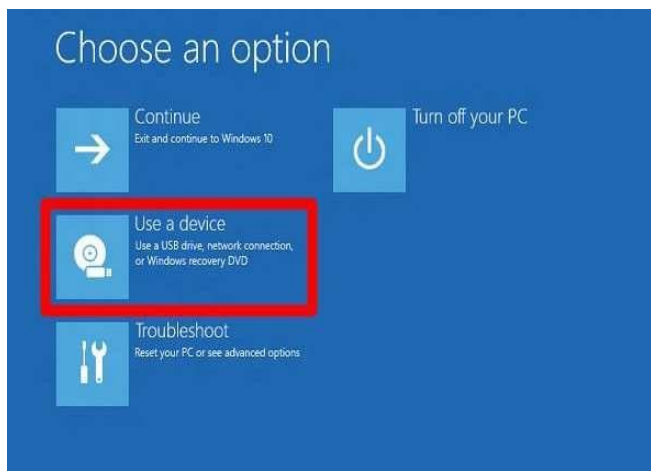 Choose an option
Continue
Exit and continue to Windows 10
Turn off your PC
Use a device
Use a USB drive, network connection,
or Windows recovery DVD
Troubleshoot
Reset your PC or see advanced options